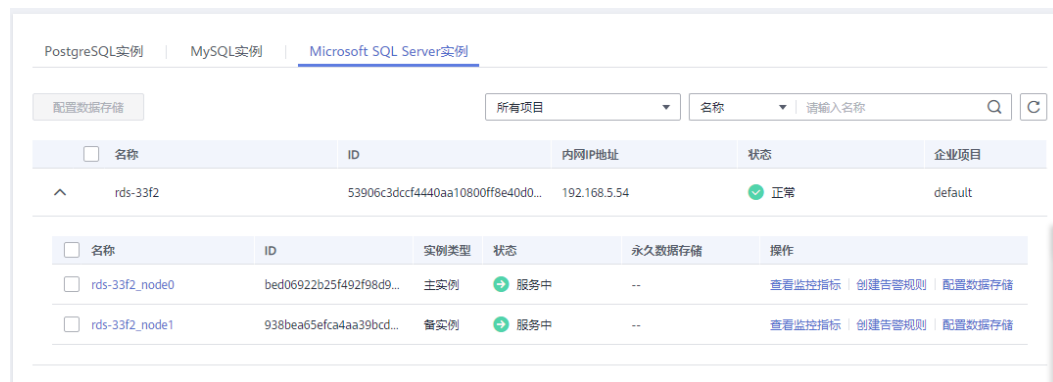 PostgreSQL实例 MySQL实例 Microsoft SQL Server实例
配置数据存储 所有项目 名称 请输入名称
名称 ID 内网IP地址 状态 企业项目
rds-33f2 53906c3dccf4440aa10800ff8e40d0... 192.168.5.54 正常 default
名称 ID 实例类型 状态 永久数据存储 操作
rds-33f2_node0 bed06922b25f492f98d9... 主实例 服务中 -- 查看监控指标 创建告警规则 配置数据存储
rds-33f2_node1 938bea65efca4aa39bcd... 备实例 服务中 -- 查看监控指标 创建告警规则 配置数据存储